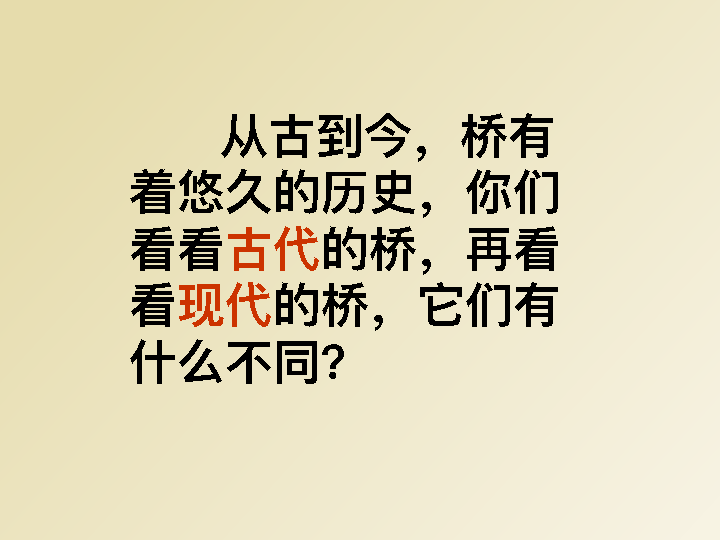 从古到今，桥有
着悠久的历史，你们
看看古代的桥，再看
看现代的桥，它们有
什么不同?